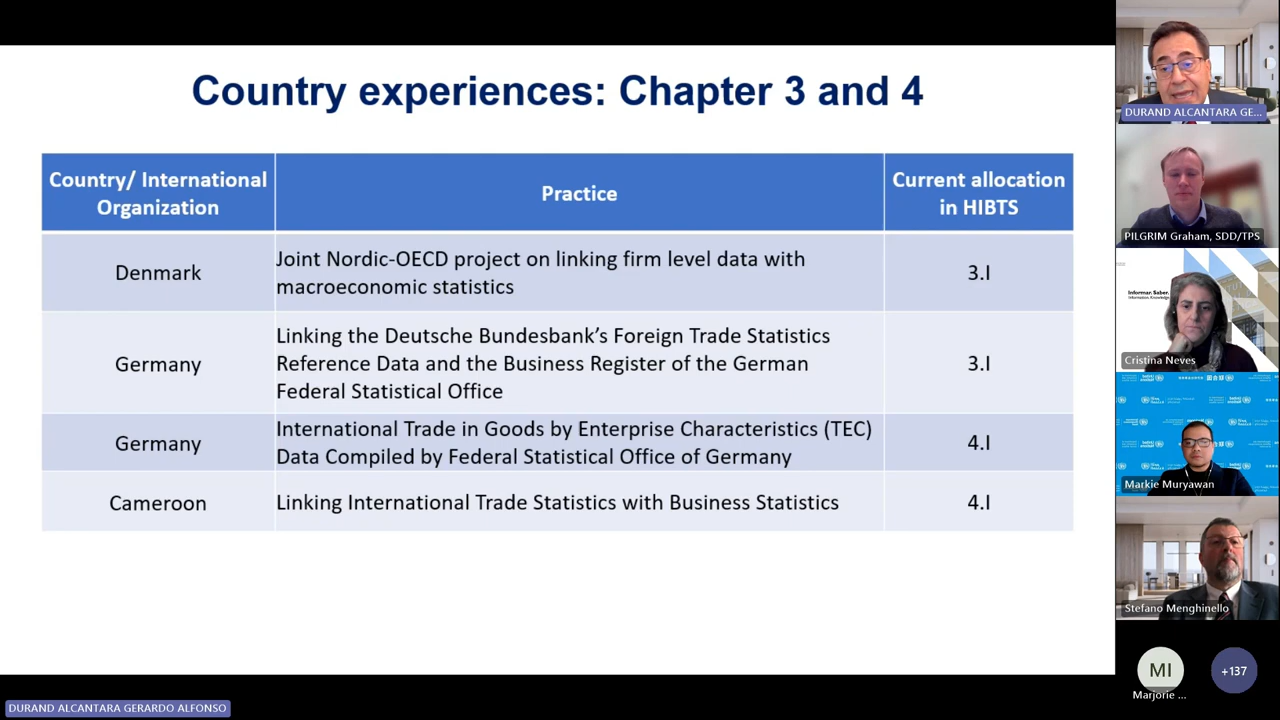 Country experiences: Chapter 3 and 4
Country/ International
Organization
Practice
Current allocation
in HIBTS
Denmark
Joint Nordic-OECD project on linking firm level data with
macroeconomic statistics
3.I
Germany
Linking the Deutsche Bundesbank’s Foreign Trade Statistics
Reference Data and the Business Register of the German
Federal Statistical Office
3.I
Germany
International Trade in Goods by Enterprise Characteristics (TEC)
Data Compiled by Federal Statistical Office of Germany
4.I
Cameroon
Linking International Trade Statistics with Business Statistics
4.I
DURAND ALCANTARA GE...
PILGRIM Graham, SDD/TPS
Informar. Saber.
Cristina Neves
Markie Muryawan
Stefano Menghinello
MI
+137
Marjorie ...
DURAND ALCANTARA GERARDO ALFONSO